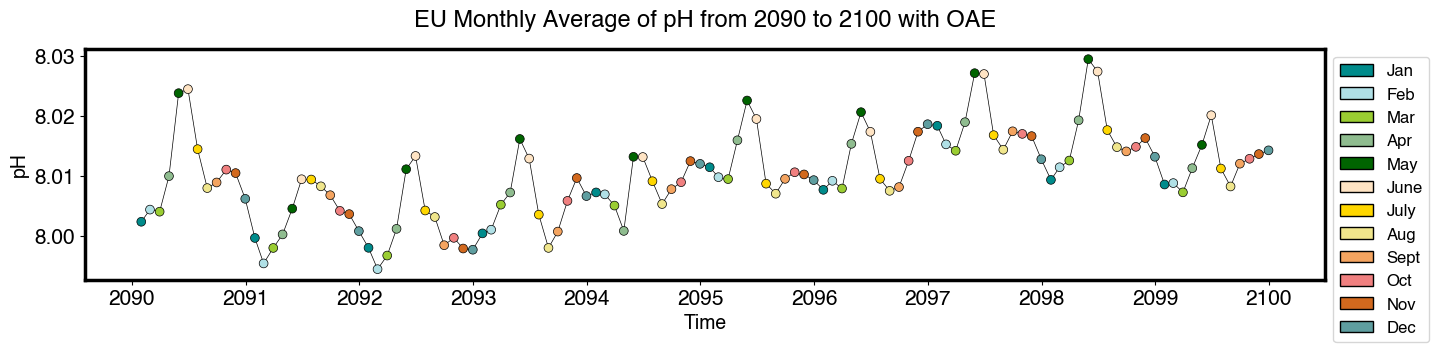 EU Monthly Average of pH from 2090 to 2100 with OAE
8.03
8.02
8.01
8.00
pH
2090 2091 2092 2093 2094 2095 2096 2097 2098 2099 2100
Time
Jan
Feb
Mar
Apr
May
June
July
Aug
Sept
Oct
Nov
Dec